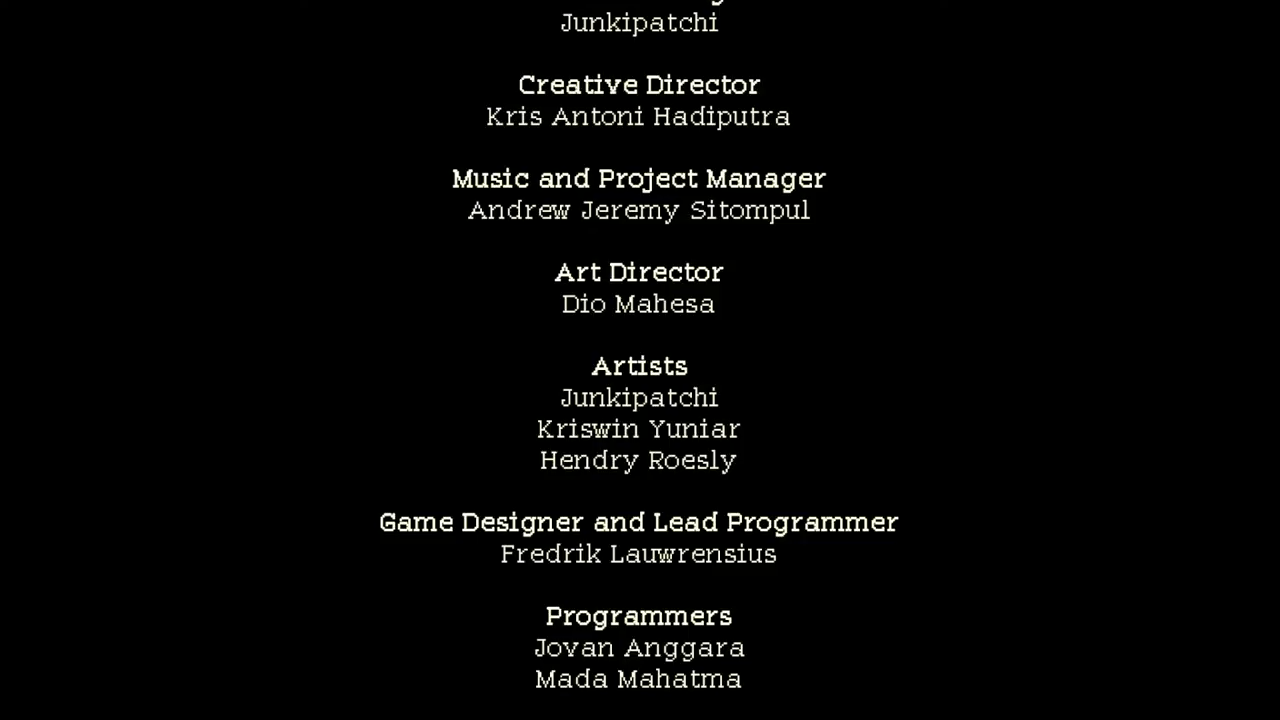 Junkipatchi
Creative Director
Kris Antoni Hadiputra
Music and Project Manager
Andrew Jeremy Sitompul
Art Director
Dio Mahesa
Artists
Junkipatchi
Kriswin Yuniar
Hendry Roesly
Game Designer and Lead Programmer
Fredrik Lauwrensius
Programmers
Jovan Anggara
Mada Mahatma